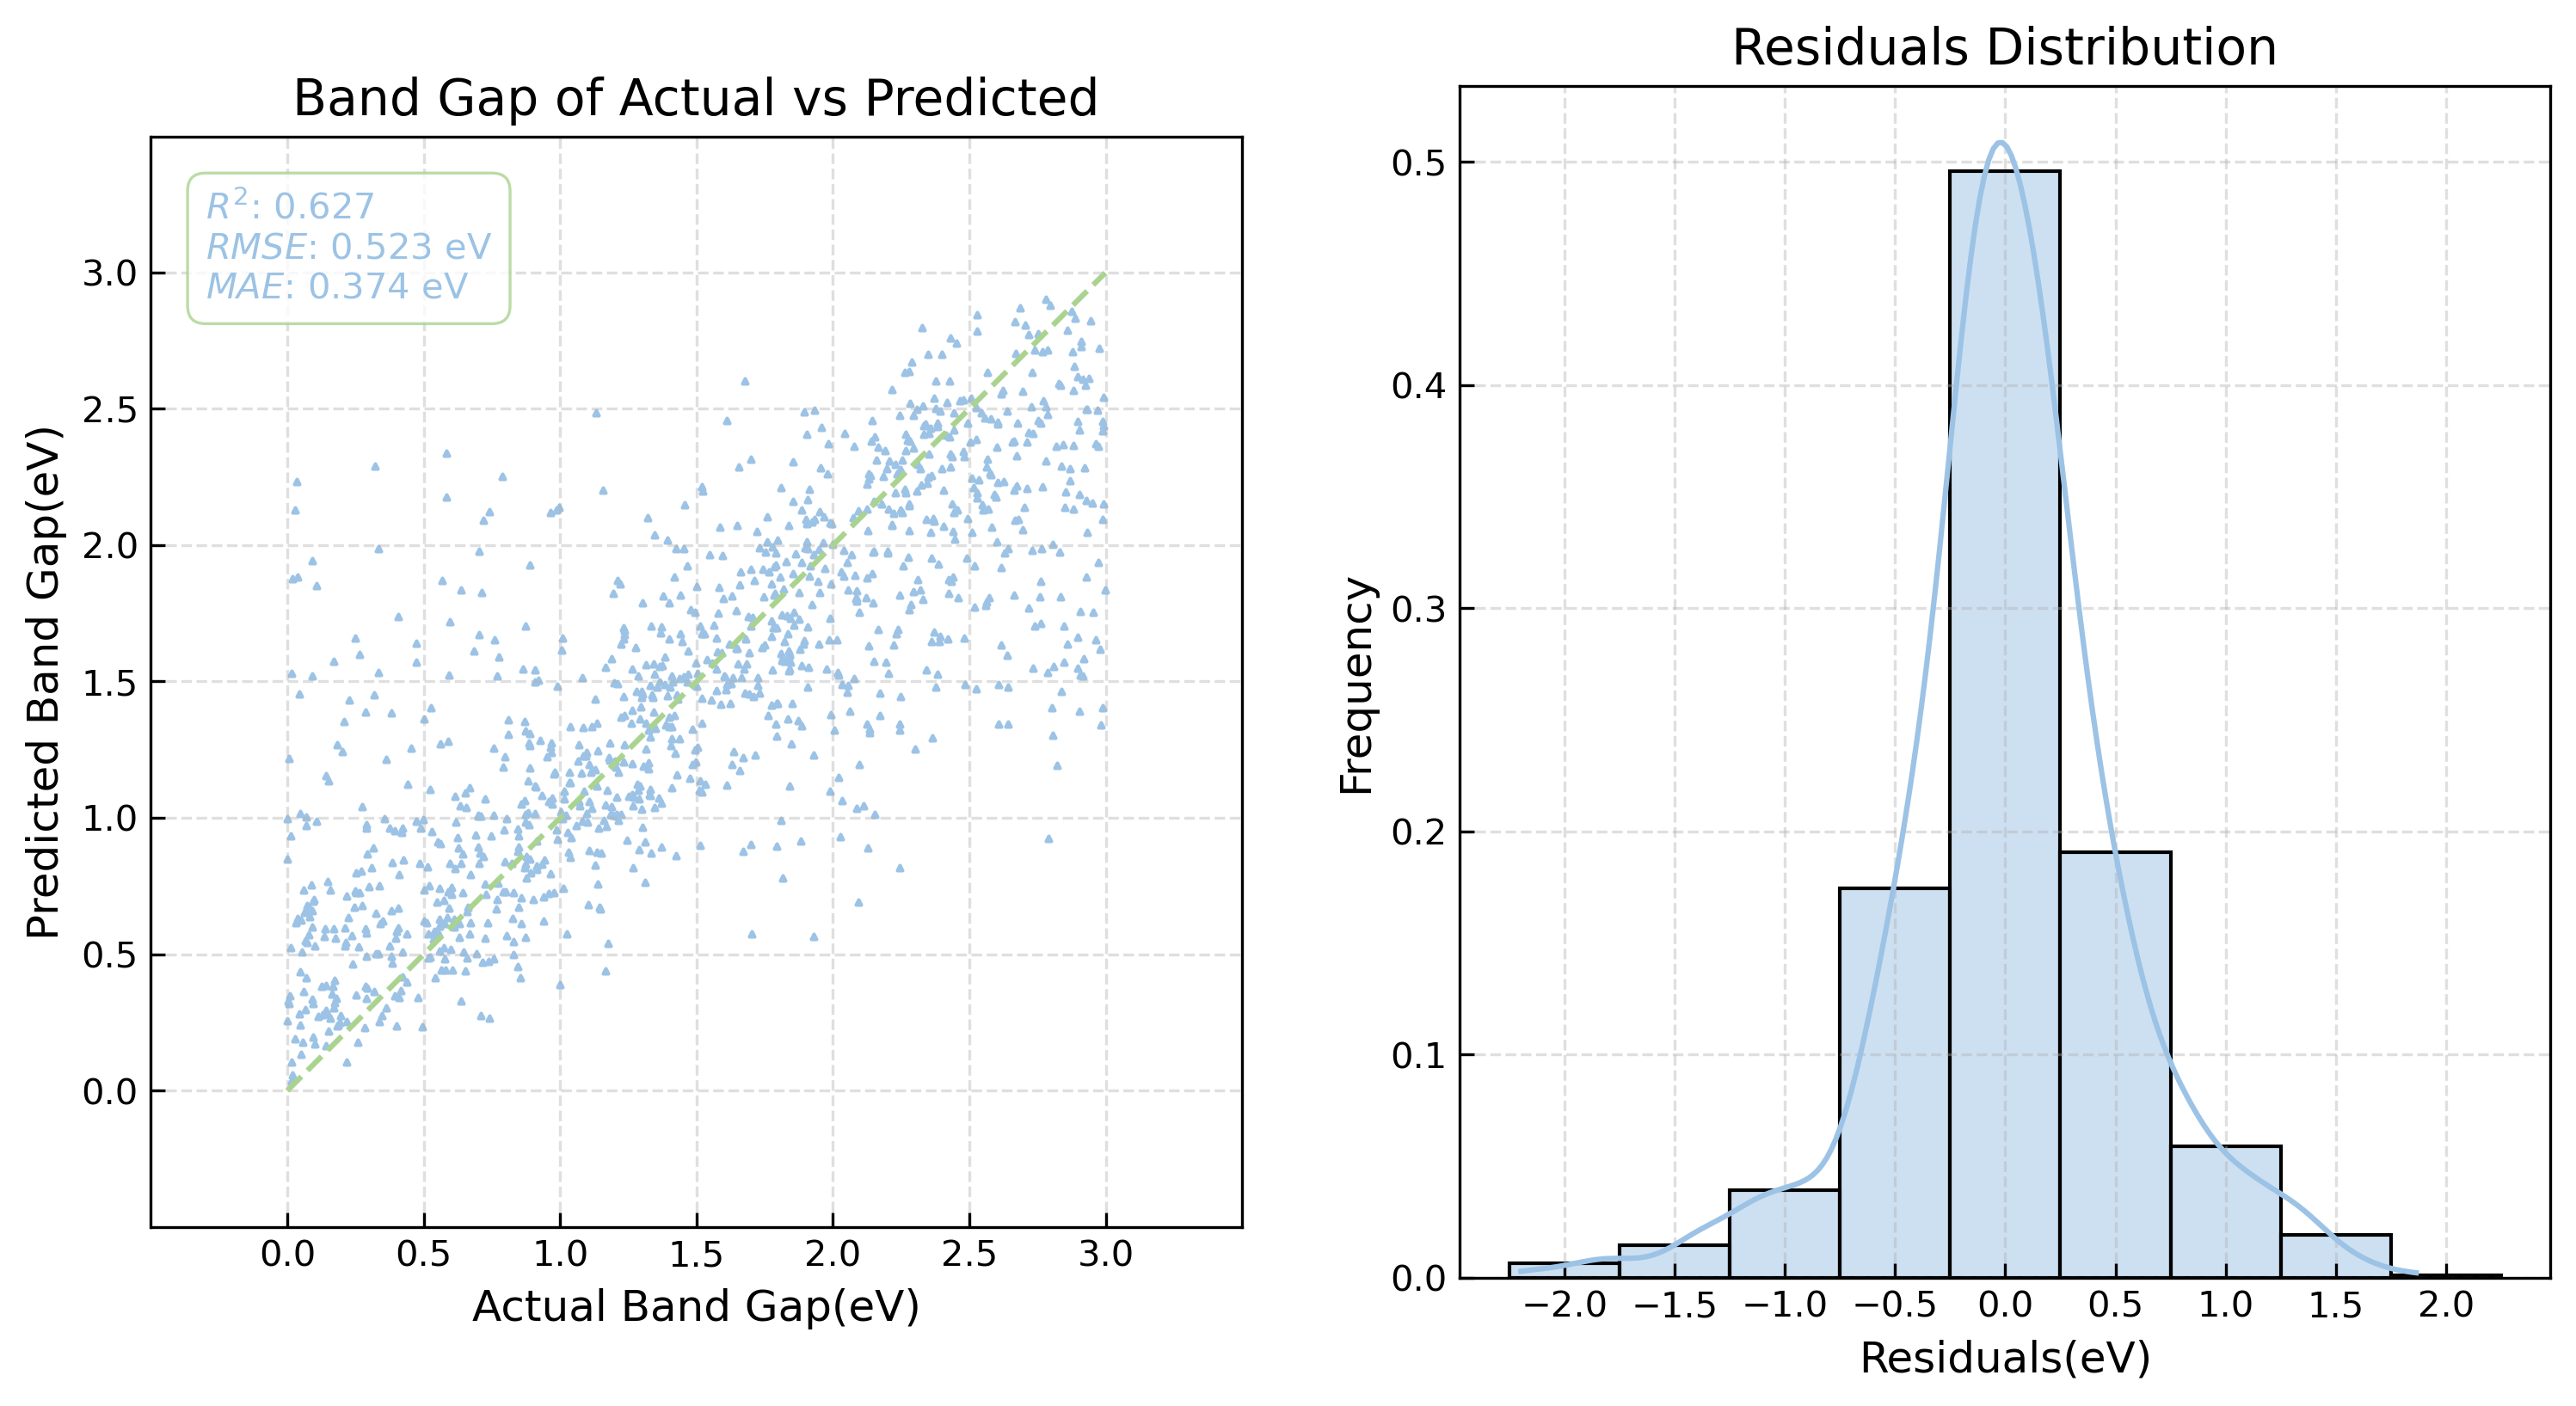 Band Gap of Actual vs Predicted
R²: 0.627
RMSE: 0.523 eV
MAE: 0.374 eV
Predicted Band Gap(eV)
3.0
2.5
2.0
1.5
1.0
0.5
0.0
0.0 0.5 1.0 1.5 2.0 2.5 3.0
Actual Band Gap(eV)
Residuals Distribution
Frequency
0.5
0.4
0.3
0.2
0.1
0.0
−2.0 −1.5 −1.0 −0.5 0.0 0.5 1.0 1.5 2.0
Residuals(eV)